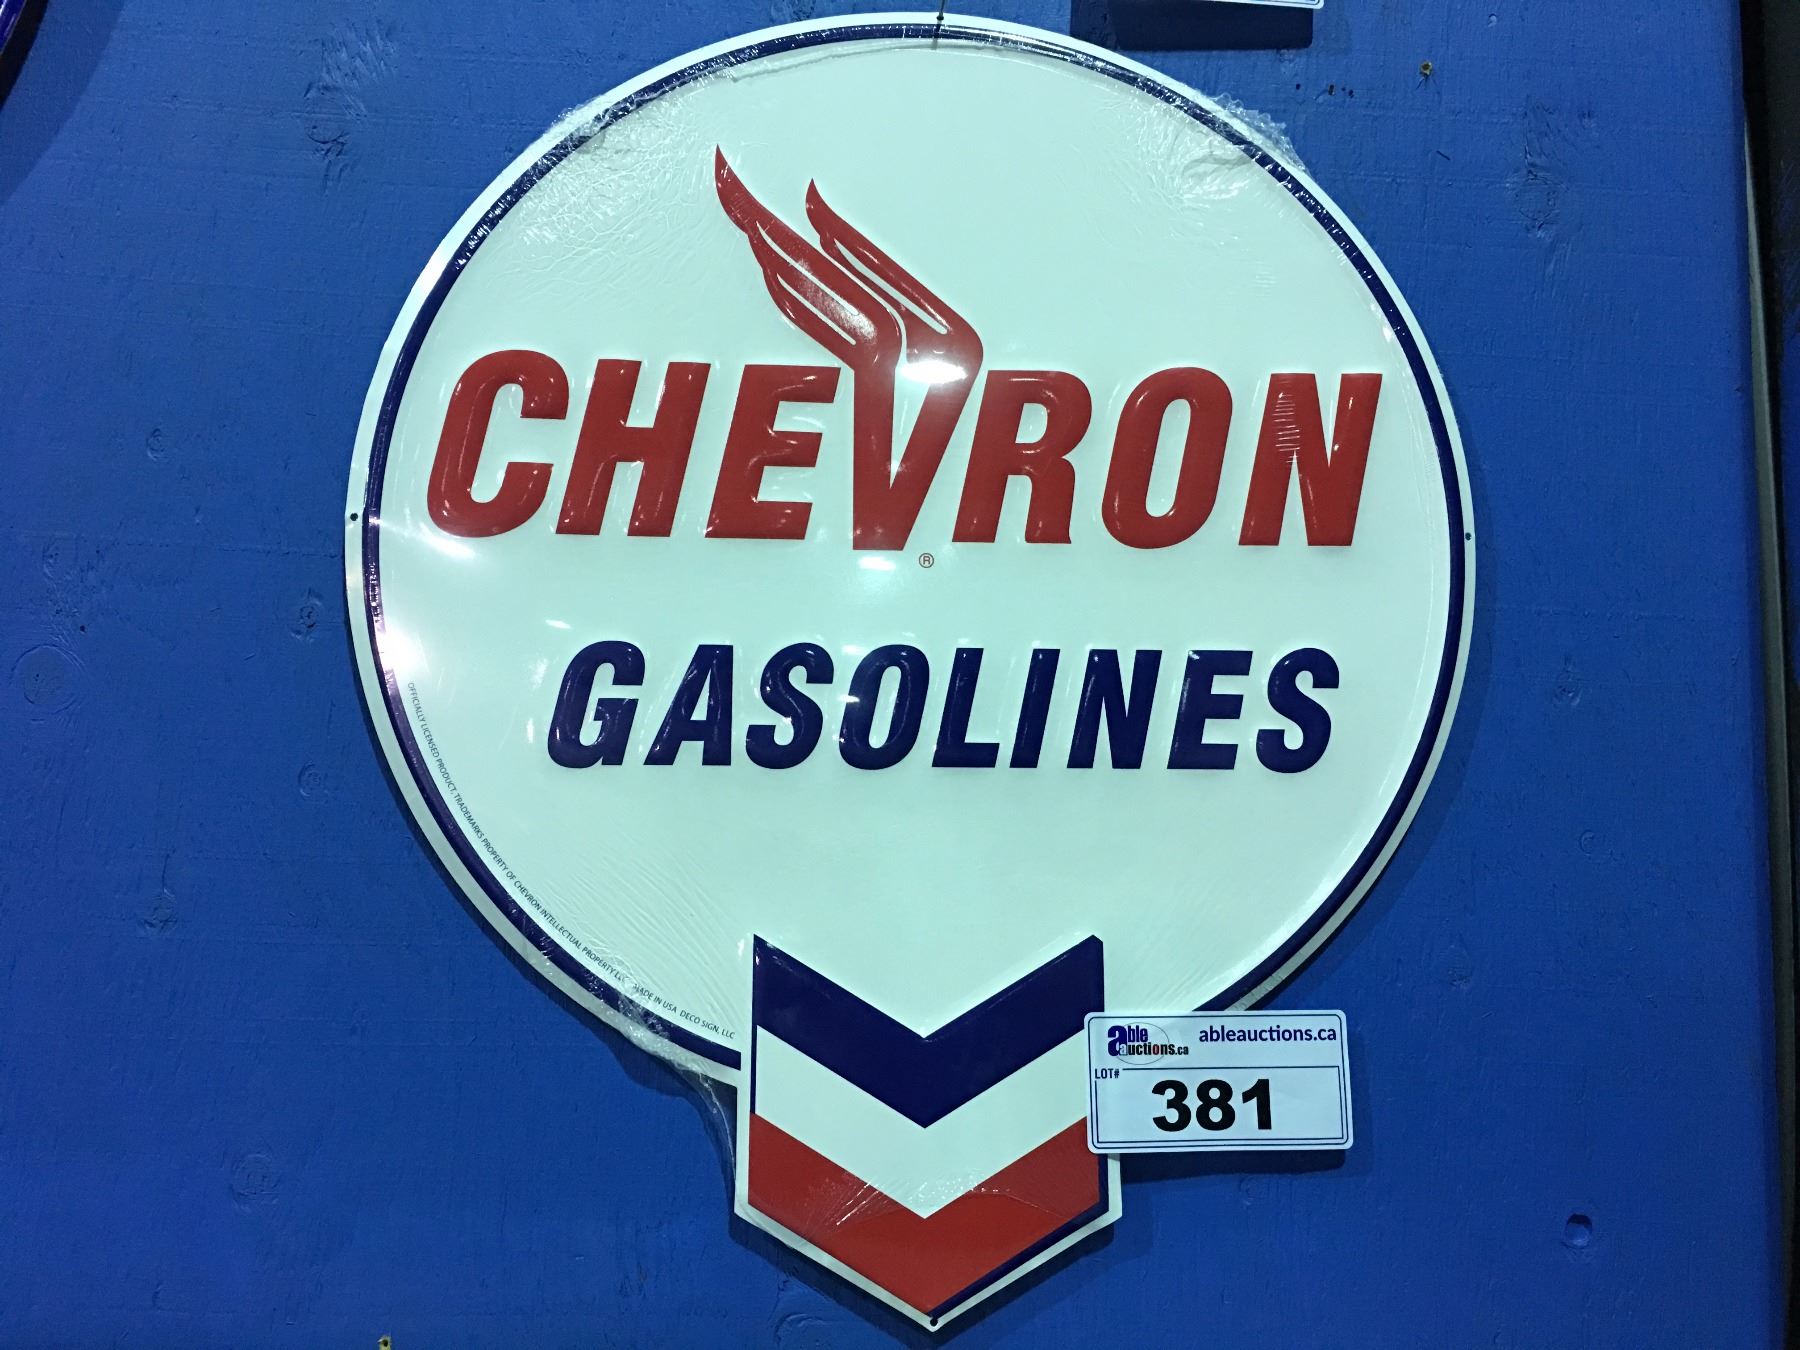 CHEVRON
®
GASOLINES
OFFICIALLY LICENSED PRODUCT, TRADEMARKS PROPERTY OF CHEVRON INTELLECTUAL PROPERTY LLC MADE IN USA DECO SIGN, LLC
able auctions.ca ableauctions.ca
LOT#
381